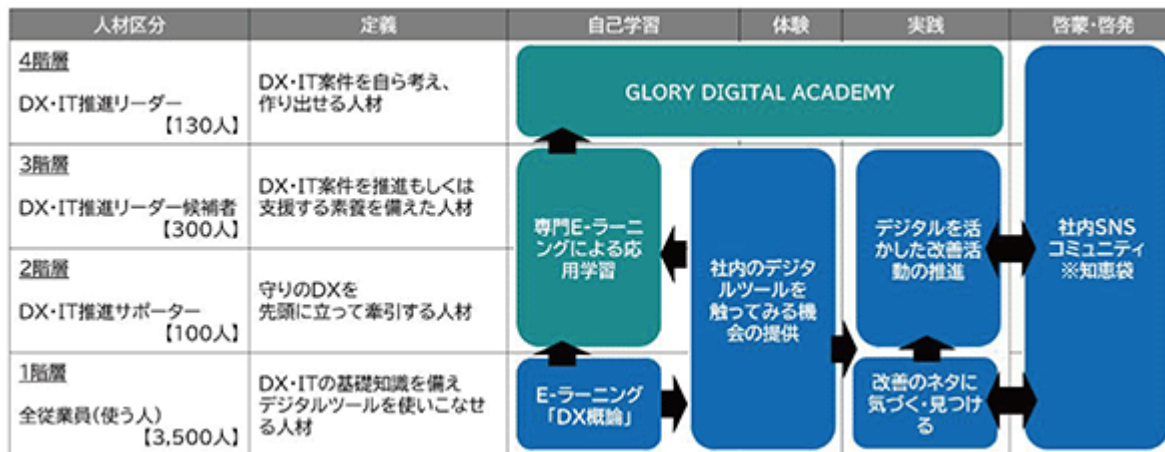 人材区分 定義 自己学習 体験 実践 啓蒙・啓発
4階層
DX・IT推進リーダー
【130人】
DX・IT案件を自ら考え、
作り出せる人材
GLORY DIGITAL ACADEMY
3階層
DX・IT推進リーダー候補者
【300人】
DX・IT案件を推進もしくは
支援する素養を備えた人材
2階層
DX・IT推進サポーター
【100人】
守りのDXを
先頭に立って牽引する人材
1階層
全従業員(使う人)
【3,500人】
DX・ITの基礎知識を備え
デジタルツールを使いこなせ
る人材
専門E-ラーニ
ングによる応
用学習
E-ラーニング
「DX概論」
社内のデジタ
ルツールを
触ってみる機
会の提供
デジタルを活
かした改善活
動の推進
改善のネタに
気づく・見つけ
る
社内SNS
コミュニティ
※知恵袋